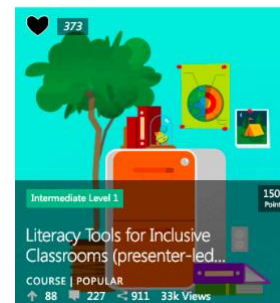 373
Intermediate Level 1
150
Point
Literacy Tools for Inclusive
Classrooms (presenter-led...
COURSE | POPULAR
88 227 911 33k Views